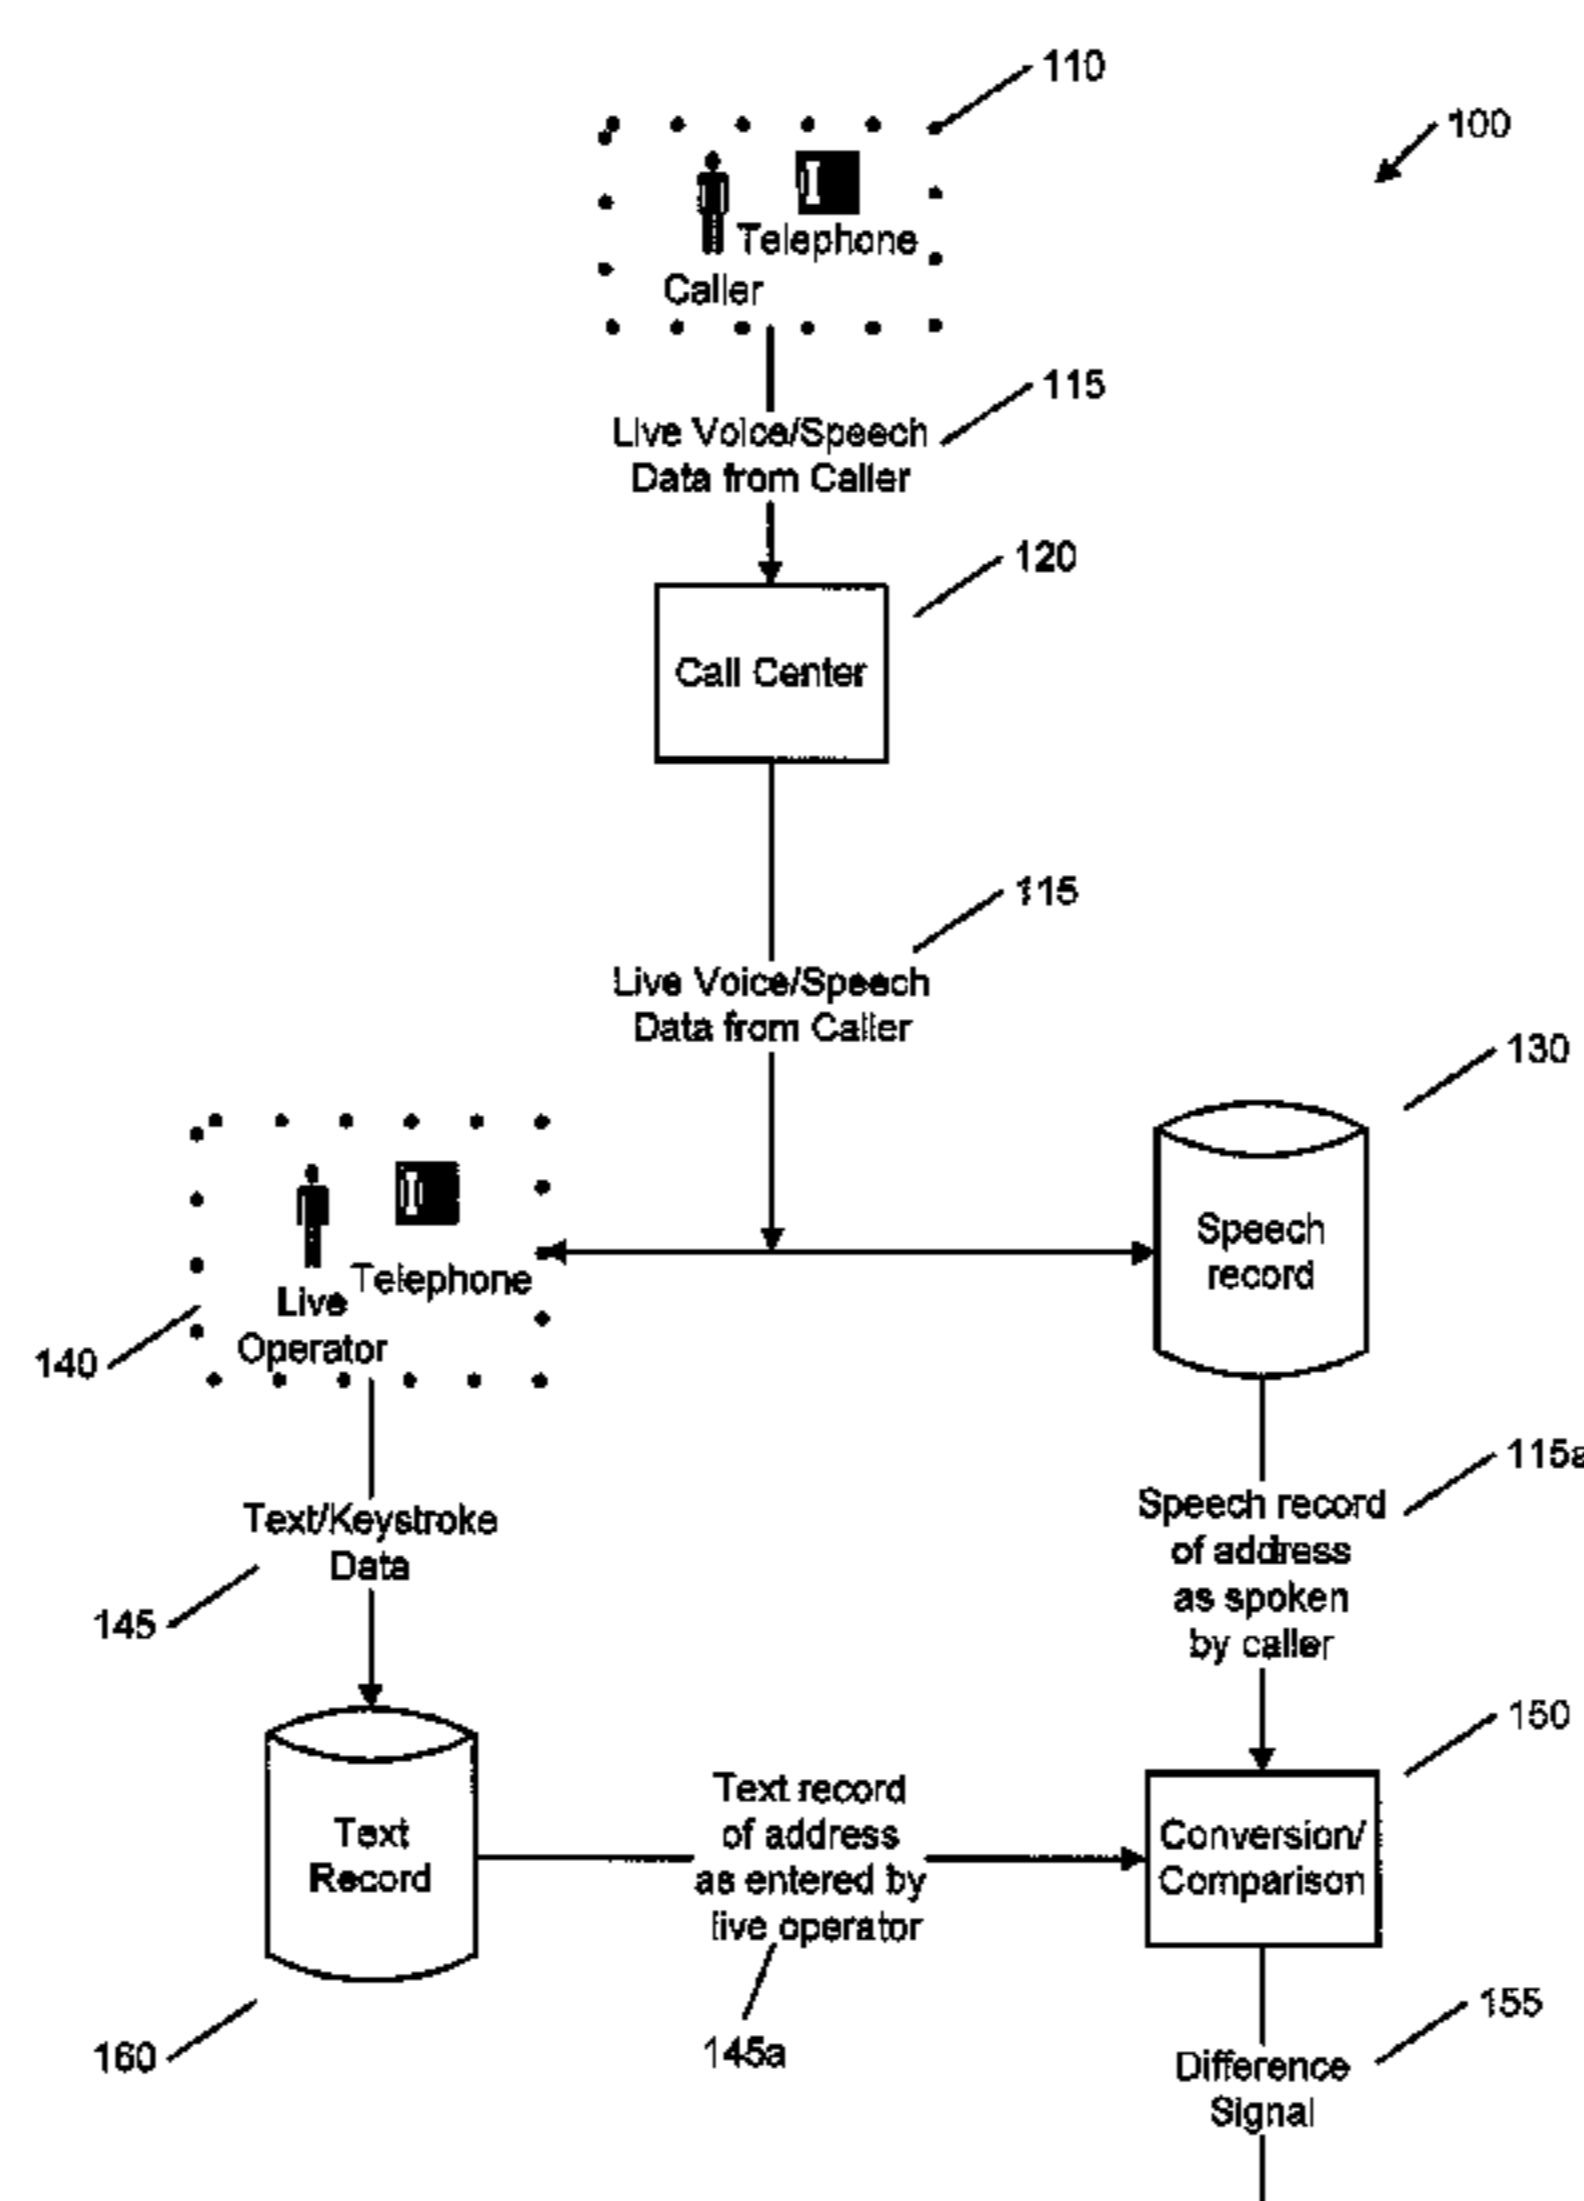 110
100
Telephone
Caller
115
Live Voice/Speech
Data from Caller
120
Call Center
115
Live Voice/Speech
Data from Caller
130
Speech
record
Telephone
Live
Operator
140
115a
Speech record
of address
as spoken
by caller
Text/Keystroke
Data
145
150
Text record
of address
as entered by
live operator
Text
Record
Conversion/
Comparison
155
160
145a
Difference
Signal